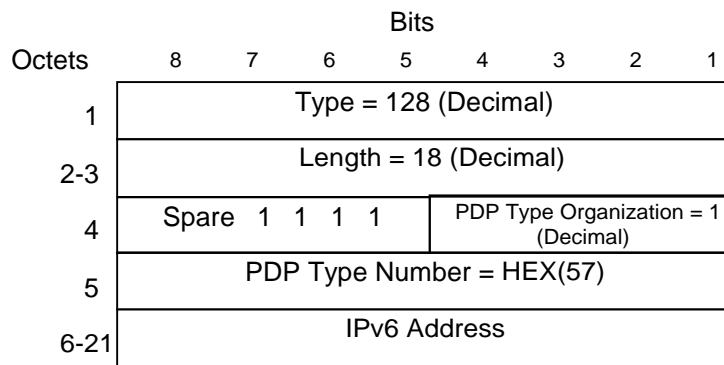 Bits
Octets 8 7 6 5 4 3 2 1
1 Type = 128 (Decimal)
2-3 Length = 18 (Decimal)
4 Spare 1 1 1 1 PDP Type Organization = 1
(Decimal)
5 PDP Type Number = HEX(57)
6-21 IPv6 Address